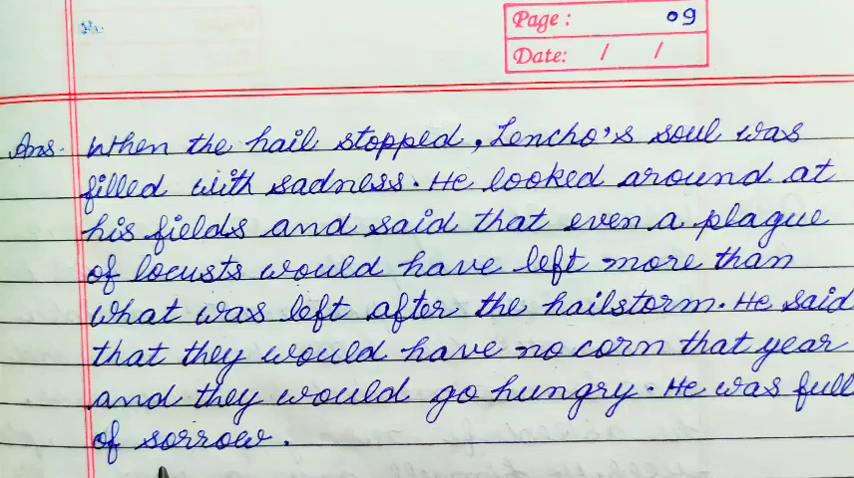 Page : 09
Date: / /
Ans. When the hail stopped, Lencho's soul was
filled with sadness. He looked around at
his fields and said that even a plague
of locusts would have left more than
what was left after the hailstorm. He said
that they would have no corn that year
and they would go hungry. He was full
of sorrow.